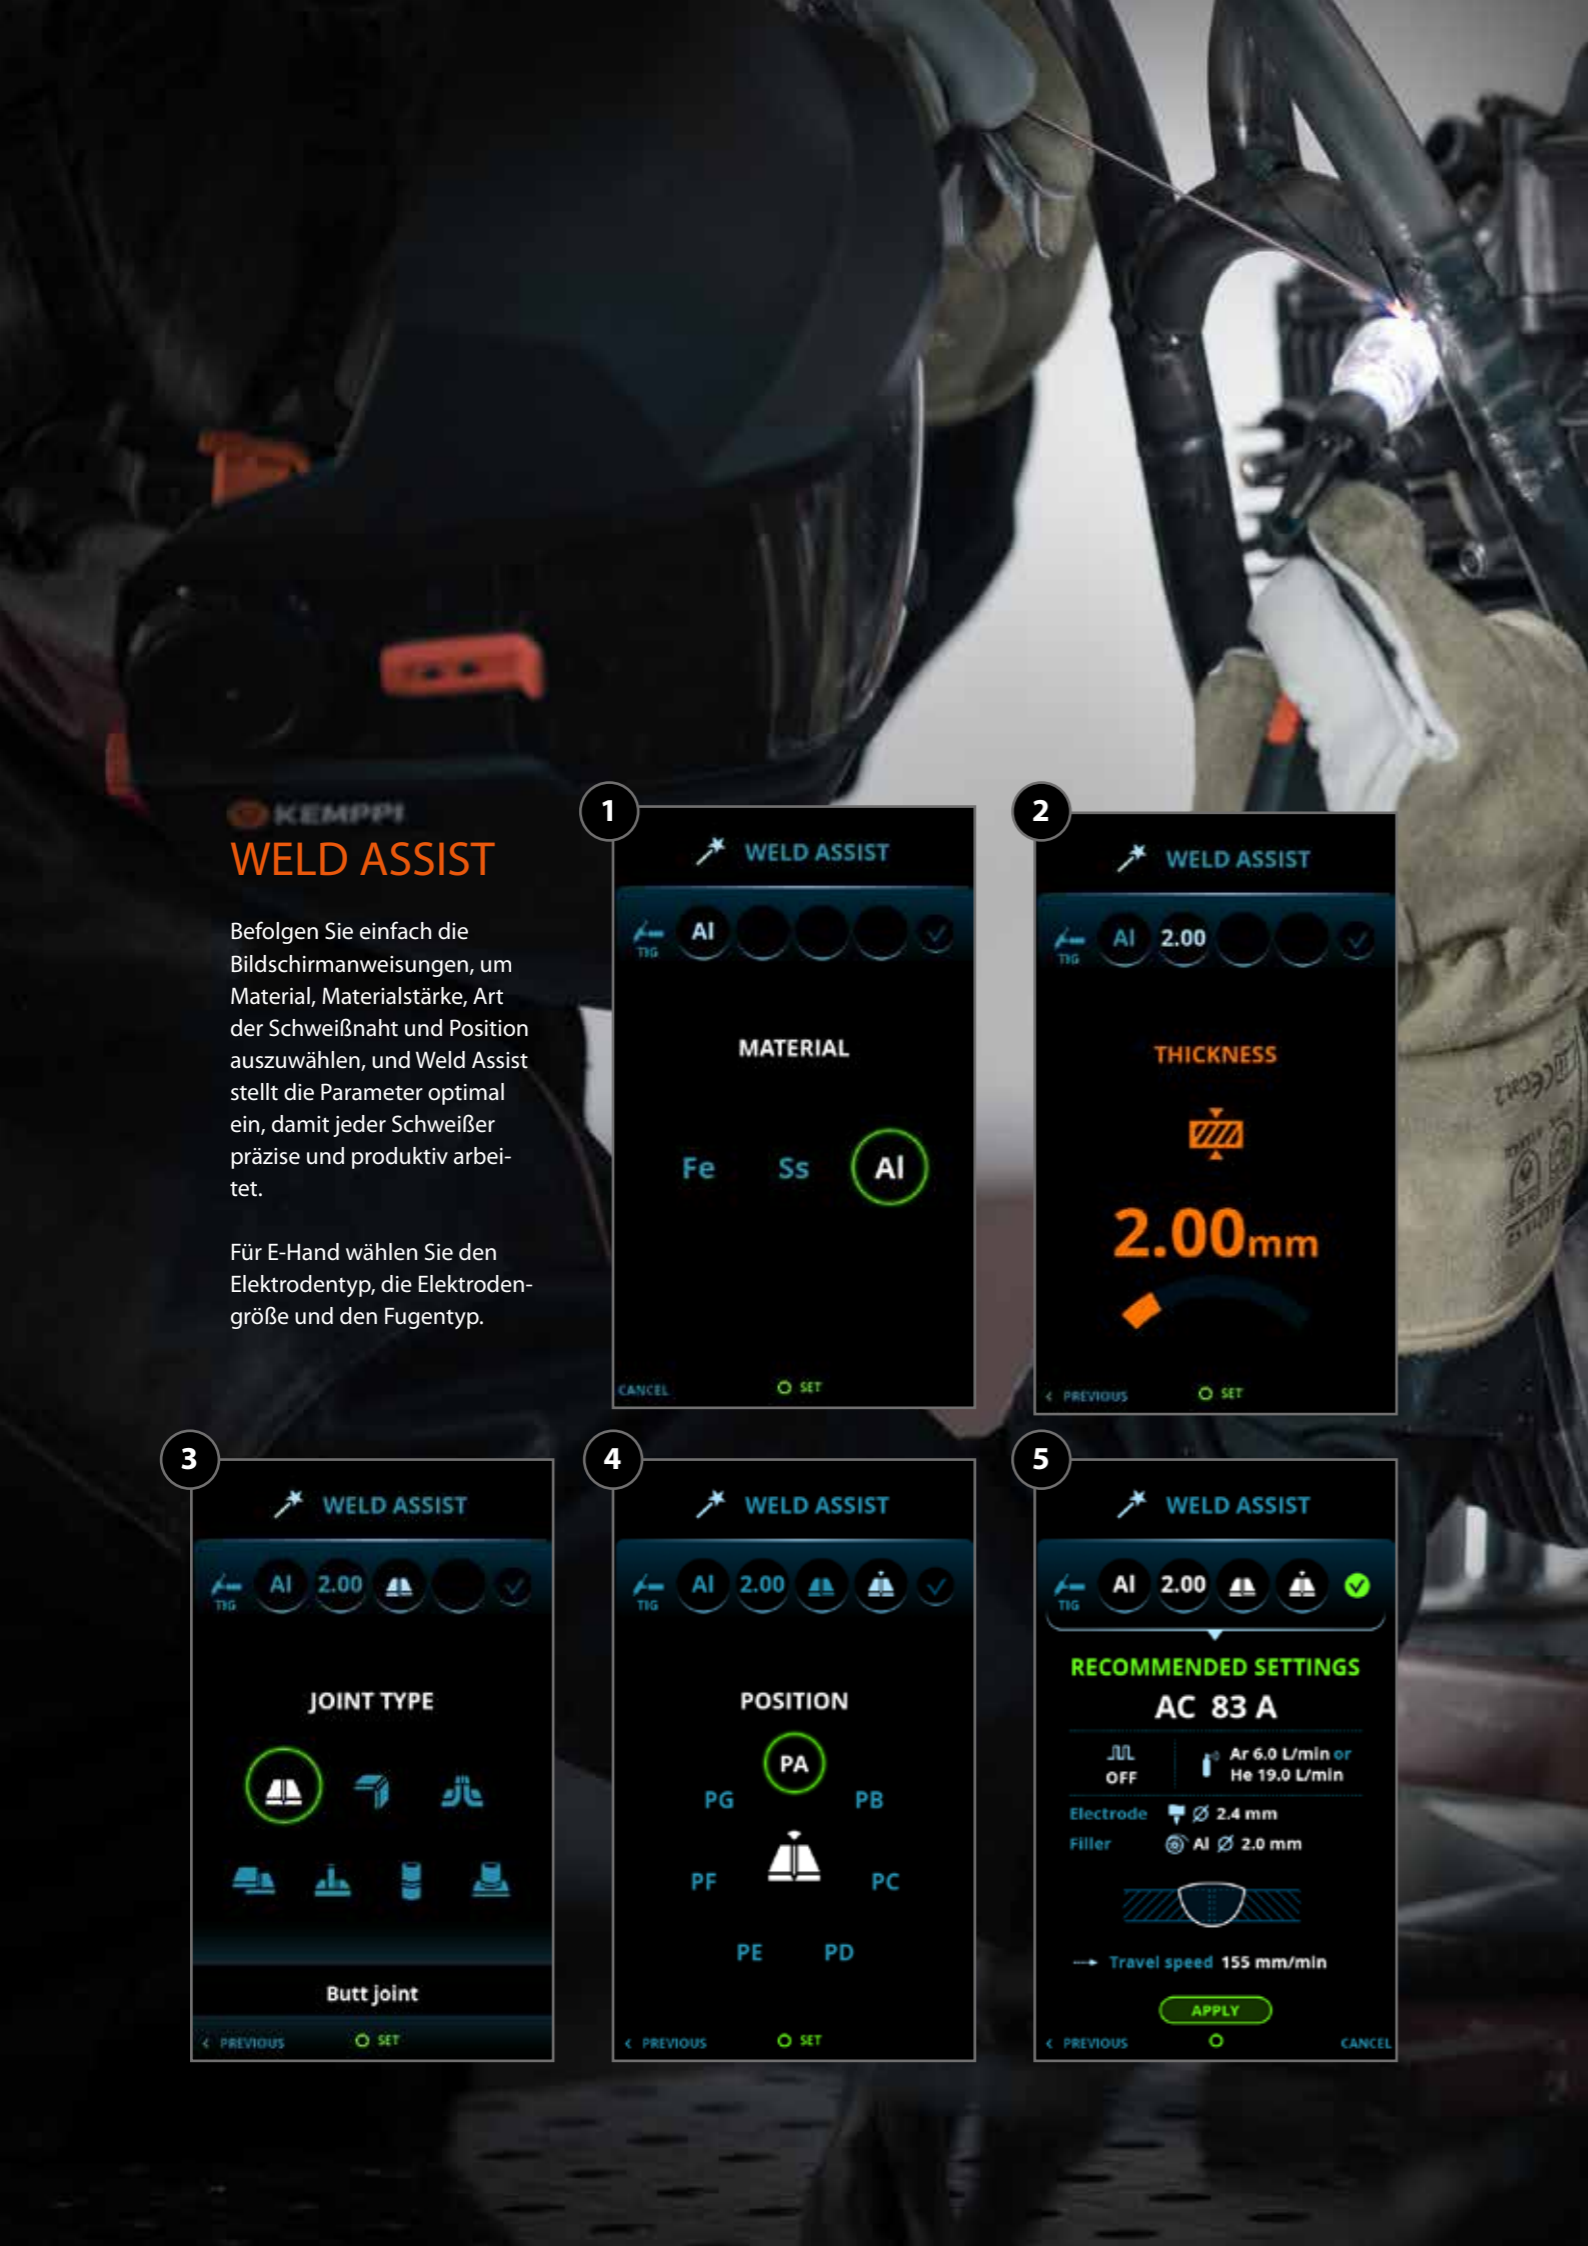 KEMPPI
WELD ASSIST
Befolgen Sie einfach die
Bildschirmanweisungen, um
Material, Materialstärke, Art
der Schweißnaht und Position
auszuwählen, und Weld Assist
stellt die Parameter optimal
ein, damit jeder Schweißer
präzise und produktiv arbei-
tet.
Für E-Hand wählen Sie den
Elektrodentyp, die Elektroden-
größe und den Fugentyp.
1
WELD ASSIST
TIG Al
MATERIAL
Fe Ss Al
CANCEL SET
2
WELD ASSIST
TIG Al 2.00
THICKNESS
2.00mm
< PREVIOUS SET
3
WELD ASSIST
TIG Al 2.00
JOINT TYPE
Butt joint
< PREVIOUS SET
4
WELD ASSIST
TIG Al 2.00
POSITION
PA
PG PB
PF PC
PE PD
< PREVIOUS SET
5
WELD ASSIST
TIG Al 2.00
RECOMMENDED SETTINGS
AC 83 A
OFF
Ar 6.0 L/min or
He 19.0 L/min
Electrode Ø 2.4 mm
Filler Al Ø 2.0 mm
Travel speed 155 mm/min
APPLY
< PREVIOUS CANCEL